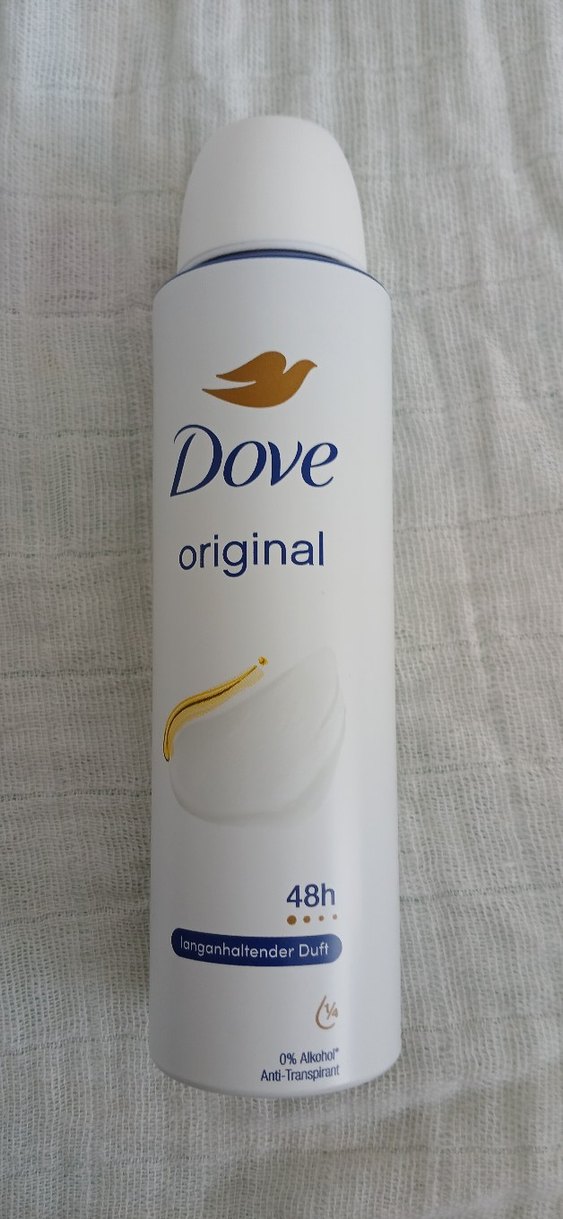 Dove
original
48h
langanhaltender Duft
1/4
0% Alkohol*
Anti-Transpirant